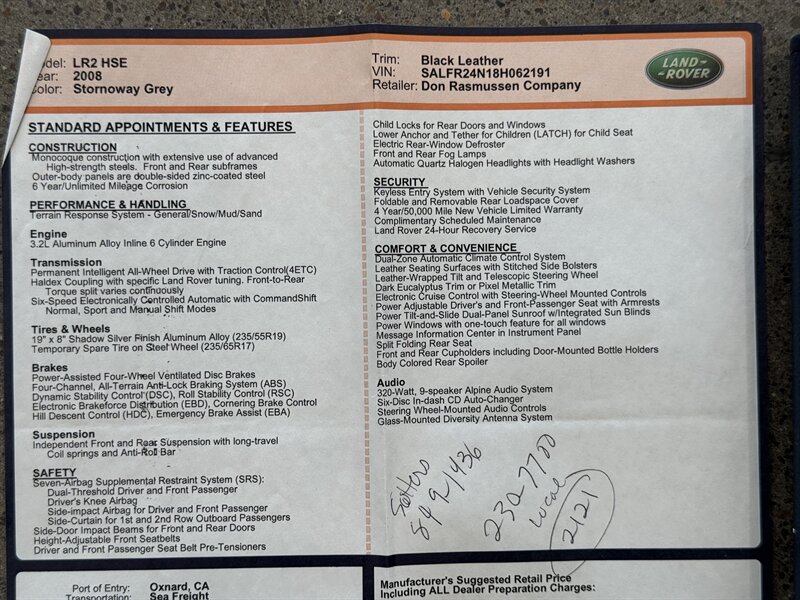 odel: LR2 HSE
ear: 2008
olor: Stornoway Grey
Trim: Black Leather
VIN: SALFR24N18H062191
Retailer: Don Rasmussen Company
LAND-
-ROVER
STANDARD APPOINTMENTS & FEATURES
CONSTRUCTION
Monocoque construction with extensive use of advanced
High-strength steels. Front and Rear subframes
Outer-body panels are double-sided zinc-coated steel
6 Year/Unlimited Mileage Corrosion
PERFORMANCE & HANDLING
Terrain Response System - General/Snow/Mud/Sand
Engine
3.2L Aluminum Alloy Inline 6 Cylinder Engine
Transmission
Permanent Intelligent All-Wheel Drive with Traction Control(4ETC)
Haldex Coupling with specific Land Rover tuning. Front-to-Rear
Torque split varies continuously
Six-Speed Electronically Controlled Automatic with CommandShift
Normal, Sport and Manual Shift Modes
Tires & Wheels
19" x 8" Shadow Silver Finish Aluminum Alloy (235/55R19)
Temporary Spare Tire on Steel Wheel (235/65R17)
Brakes
Power-Assisted Four-Wheel Ventilated Disc Brakes
Four-Channel, All-Terrain Anti-Lock Braking System (ABS)
Dynamic Stability Control (DSC), Roll Stability Control (RSC)
Electronic Brakeforce Distribution (EBD), Cornering Brake Control
Hill Descent Control (HDC), Emergency Brake Assist (EBA)
Suspension
Independent Front and Rear Suspension with long-travel
Coil springs and Anti-Roll Bar
SAFETY
Seven-Airbag Supplemental Restraint System (SRS):
Dual-Threshold Driver and Front Passenger
Driver's Knee Airbag
Side-impact Airbag for Driver and Front Passenger
Side-Curtain for 1st and 2nd Row Outboard Passengers
Side-Door Impact Beams for Front and Rear Doors
Height-Adjustable Front Seatbelts
Driver and Front Passenger Seat Belt Pre-Tensioners
Child Locks for Rear Doors and Windows
Lower Anchor and Tether for Children (LATCH) for Child Seat
Electric Rear-Window Defroster
Front and Rear Fog Lamps
Automatic Quartz Halogen Headlights with Headlight Washers
SECURITY
Keyless Entry System with Vehicle Security System
Foldable and Removable Rear Loadspace Cover
4 Year/50,000 Mile New Vehicle Limited Warranty
Complimentary Scheduled Maintenance
Land Rover 24-Hour Recovery Service
COMFORT & CONVENIENCE
Dual-Zone Automatic Climate Control System
Leather Seating Surfaces with Stitched Side Bolsters
Leather-Wrapped Tilt and Telescopic Steering Wheel
Dark Eucalyptus Trim or Pixel Metallic Trim
Electronic Cruise Control with Steering-Wheel Mounted Controls
Power Adjustable Driver's and Front-Passenger Seat with Armrests
Power Tilt-and-Slide Dual-Panel Sunroof w/Integrated Sun Blinds
Power Windows with one-touch feature for all windows
Message Information Center in Instrument Panel
Split Folding Rear Seat
Front and Rear Cupholders including Door-Mounted Bottle Holders
Body Colored Rear Spoiler
Audio
320-Watt, 9-speaker Alpine Audio System
Six-Disc In-dash CD Auto-Changer
Steering Wheel-Mounted Audio Controls
Glass-Mounted Diversity Antenna System
849-1436
230-7700
Local
2121
Port of Entry: Oxnard, CA
Transportation: Sea Freight
Manufacturer's Suggested Retail Price
Including ALL Dealer Preparation Charges: